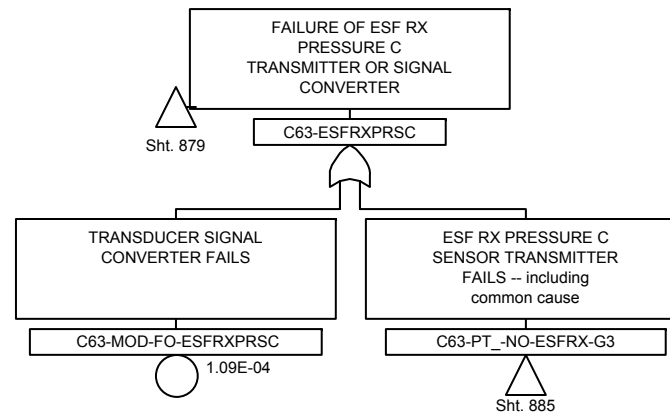 FAILURE OF ESF RX
PRESSURE C
TRANSMITTER OR SIGNAL
CONVERTER
Sht. 879
C63-ESFRXPRSC
TRANSDUCER SIGNAL
CONVERTER FAILS
C63-MOD-FO-ESFRXPRSC
1.09E-04
ESF RX PRESSURE C
SENSOR TRANSMITTER
FAILS -- including
common cause
C63-PT_-NO-ESFRX-G3
Sht. 885